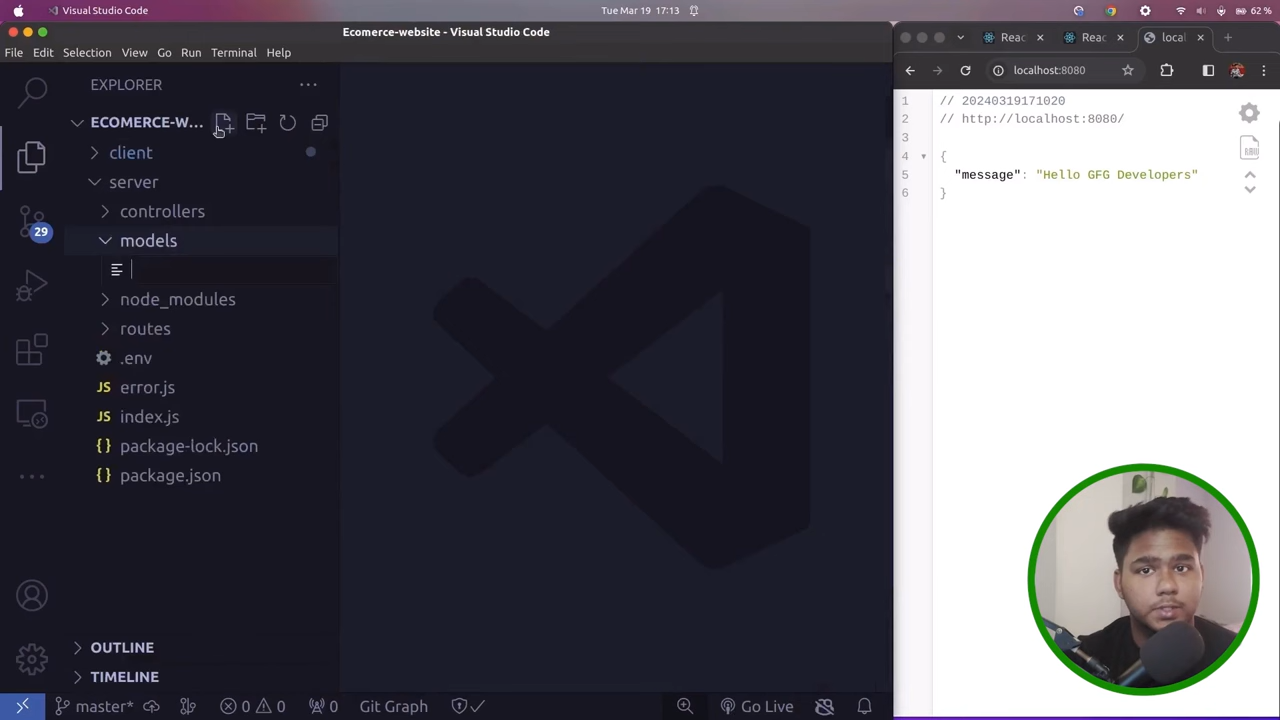 Visual Studio Code
Tue Mar 19 17:13
62 %
Ecomerce-website - Visual Studio Code
File Edit Selection View Go Run Terminal Help
EXPLORER
ECOMERCE-W...
client
server
controllers
models
node_modules
routes
.env
JS error.js
JS index.js
{ } package-lock.json
{ } package.json
29
OUTLINE
TIMELINE
master*
0 0
0
Git Graph
Go Live
Reac
Reac
local
localhost:8080
1 // 20240319171020
2 // http://localhost:8080/
3
4 {
5 "message": "Hello GFG Developers"
6 }